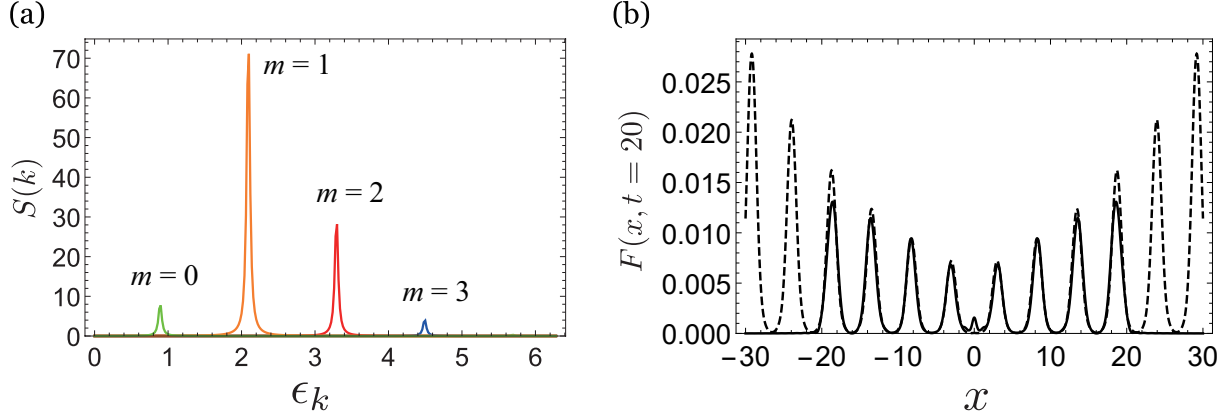 (a)
S(k)
70
60
50
40
30
20
10
0
m = 0
m = 1
m = 2
m = 3
0 1 2 3 4 5 6
ϵk
(b)
F(x, t = 20)
0.025
0.020
0.015
0.010
0.005
0.000
−30 −20 −10 0 10 20 30
x